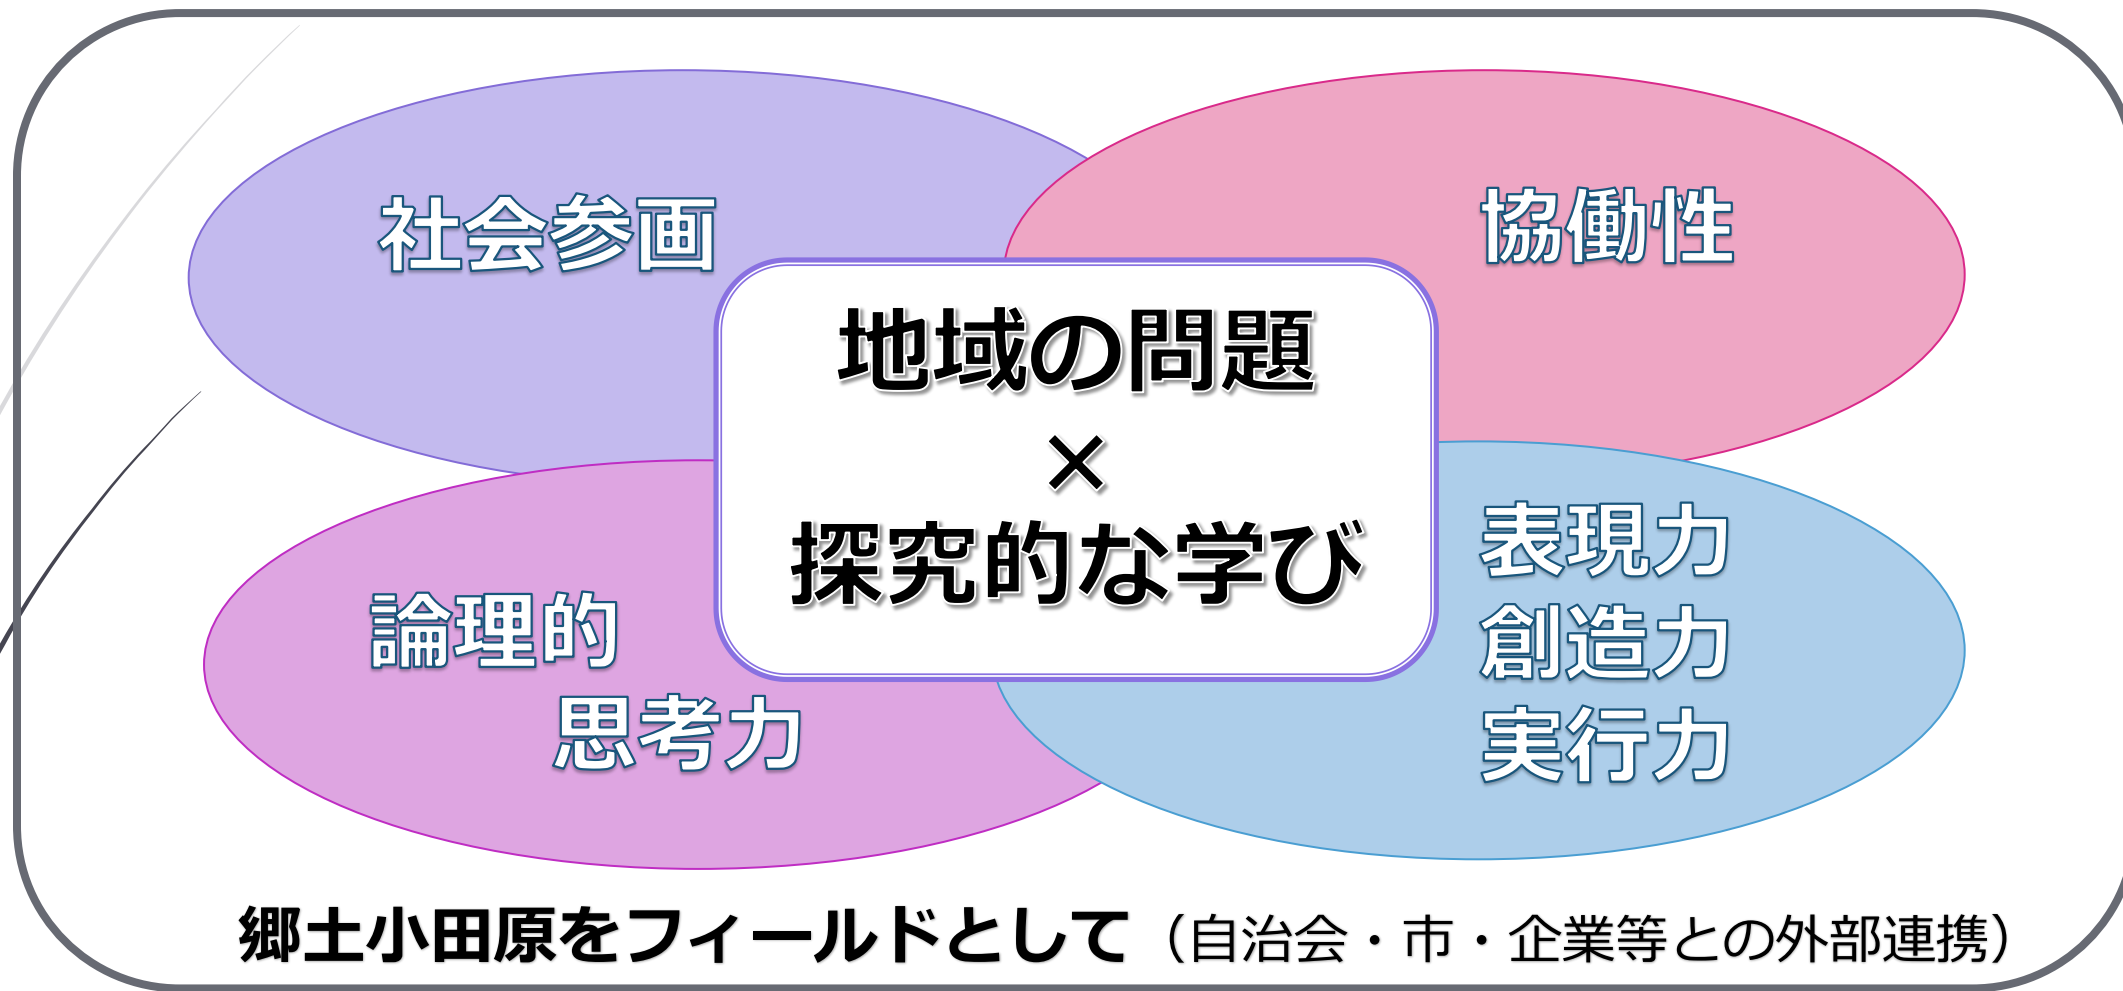 社会参画
協働性
地域の問題
×
探究的な学び
論理的
思考力
表現力
創造力
実行力
郷土小田原をフィールドとして（自治会・市・企業等との外部連携）